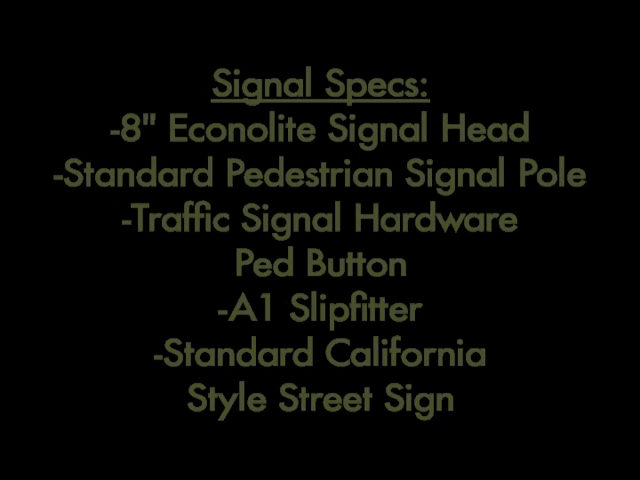 Signal Specs:
-8" Econolite Signal Head
-Standard Pedestrian Signal Pole
-Traffic Signal Hardware
Ped Button
-A1 Slipfitter
-Standard California
Style Street Sign